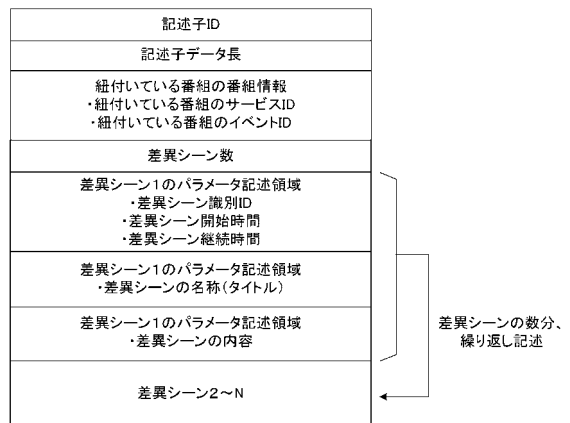 記述子ID
記述子データ長
紐付いている番組の番組情報
・紐付いている番組のサービスID
・紐付いている番組のイベントID
差異シーン数
差異シーン1のパラメータ記述領域
・差異シーン識別ID
・差異シーン開始時間
・差異シーン継続時間
差異シーン1のパラメータ記述領域
・差異シーンの名称(タイトル)
差異シーン1のパラメータ記述領域
・差異シーンの内容
差異シーン2~N
差異シーンの数分、
繰り返し記述